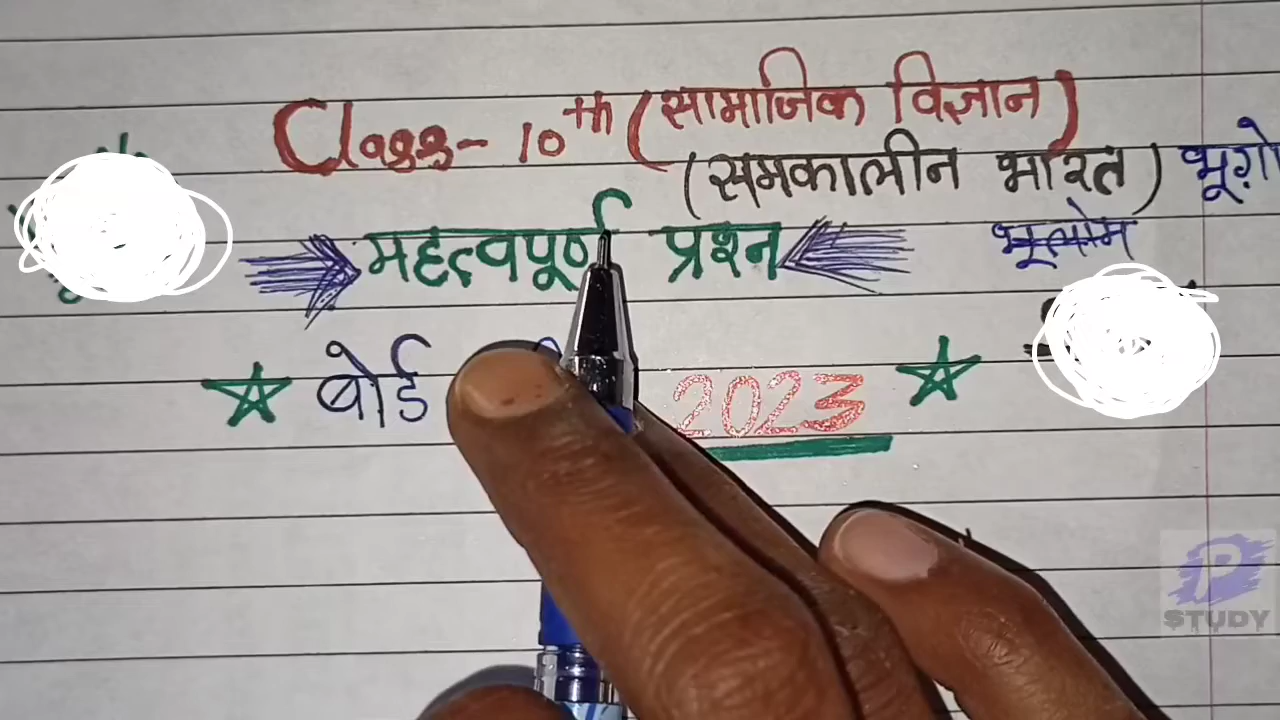 Class- 10th (सामाजिक विज्ञान)
(समकालीन भारत) भूगो
महत्वपूर्ण प्रश्न
बोर्ड 2023
STUDY